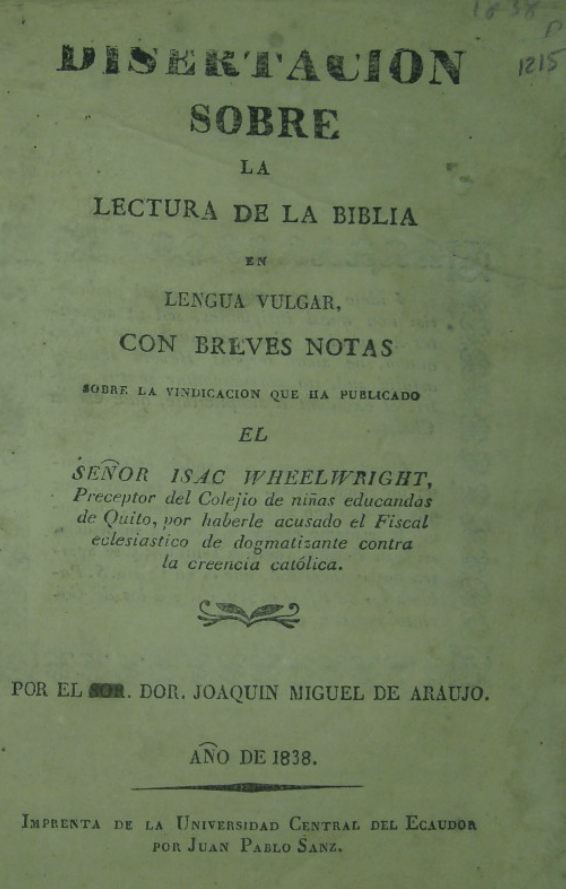 1838
P
1215
DISERTACION
SOBRE
LA
LECTURA DE LA BIBLIA
EN
LENGUA VULGAR,
CON BREVES NOTAS
SOBRE LA VINDICACION QUE HA PUBLICADO
EL
SEÑOR ISAC WHEELWRIGHT,
Preceptor del Colejio de niñas educandas
de Quito, por haberle acusado el Fiscal
eclesiastico de dogmatizante contra
la creencia católica.
POR EL SOR. DOR. JOAQUIN MIGUEL DE ARAUJO.
AÑO DE 1838.
IMPRENTA DE LA UNIVERSIDAD CENTRAL DEL ECAUDOR
POR JUAN PABLO SANZ.